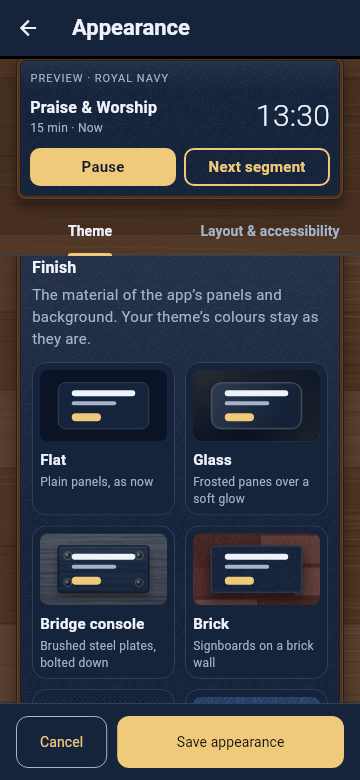 Appearance
PREVIEW · ROYAL NAVY
Praise & Worship
13:30
15 min · Now
Pause
Next segment
Theme
Layout & accessibility
Finish
The material of the app’s panels and
background. Your theme’s colours stay as
they are.
Flat
Plain panels, as now
Glass
Frosted panes over a
soft glow
Bridge console
Brushed steel plates,
bolted down
Brick
Signboards on a brick
wall
Cancel
Save appearance